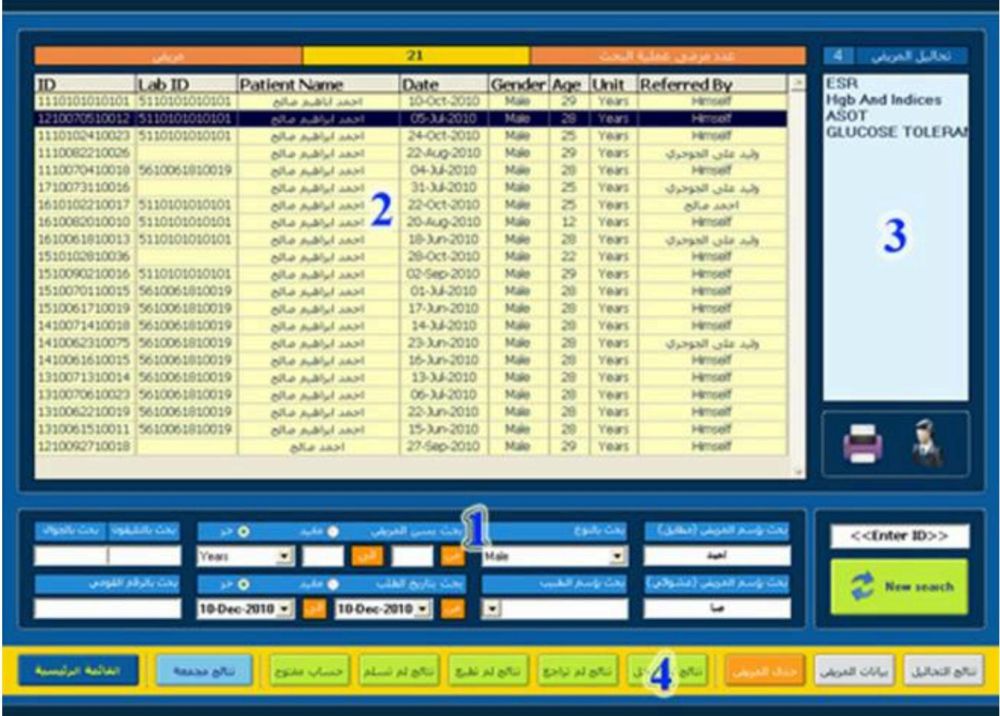 مريض 21 عدد مرضى عملية البحث
4 تحاليل المريض
ID Lab ID Patient Name Date Gender Age Unit Referred By
1110101010101 5110101010101 احمد اباهيم صالح 10-Oct-2010 Male 29 Years Himself
1210070510012 5110101010101 احمد ابراهيم صالح 05-Jul-2010 Male 28 Years Himself
1110102410023 5110101010101 احمد ابراهيم صالح 24-Oct-2010 Male 25 Years Himself
1110082210026 احمد ابراهيم صالح 22-Aug-2010 Male 29 Years وليد على الجوجري
1110070410018 5610061810019 احمد ابراهيم صالح 04-Jul-2010 Male 28 Years Himself
1710073110016 احمد ابراهيم صالح 31-Jul-2010 Male 25 Years وليد على الجوجري
1610102210017 5110101010101 احمد ابراهيم صالح 22-Oct-2010 Male 25 Years احمد صالح
1610082010010 5110101010101 احمد ابراهيم صالح 20-Aug-2010 Male 12 Years Himself
1610061810013 5110101010101 احمد ابراهيم صالح 18-Jun-2010 Male 28 Years وليد على الجوجري
1510102810036 احمد ابراهيم صالح 28-Oct-2010 Male 22 Years Himself
1510090210016 5110101010101 احمد ابراهيم صالح 02-Sep-2010 Male 29 Years Himself
1510070110015 5610061810019 احمد ابراهيم صالح 01-Jul-2010 Male 28 Years Himself
1510061710019 5610061810019 احمد ابراهيم صالح 17-Jun-2010 Male 28 Years Himself
1410071410018 5610061810019 احمد ابراهيم صالح 14-Jul-2010 Male 28 Years Himself
1410062310075 5610061810019 احمد ابراهيم صالح 23-Jun-2010 Male 28 Years وليد على الجوجري
1410061610015 5610061810019 احمد ابراهيم صالح 16-Jun-2010 Male 28 Years Himself
1310071310014 5610061810019 احمد ابراهيم صالح 13-Jul-2010 Male 28 Years Himself
1310070610023 5610061810019 احمد ابراهيم صالح 06-Jul-2010 Male 28 Years Himself
1310062210019 5610061810019 احمد ابراهيم صالح 22-Jun-2010 Male 28 Years Himself
1310061510011 5610061810019 احمد ابراهيم صالح 15-Jun-2010 Male 28 Years Himself
1210092710018 احمد صالح 27-Sep-2010 Male 29 Years Himself
2
ESR
Hgb And Indices
ASOT
GLUCOSE TOLERAN
3
1
بحث بإسم المريض (مطابق) بحث بالنوع بحث بسن المريض مقيد حر بحث بالتليفون بحث بالجوال
احمد Male من الى Years
بحث بإسم المريض (عشوائي) بحث بإسم الطبيب بحث بتاريخ الطلب مقيد حر بحث بالرقم القومي
صا من 10-Dec-2010 الى 10-Dec-2010
<<Enter ID>>
New search
نتائج التحاليل بيانات المريض حذف المريض نتائج 4 نتائج لم تراجع نتائج لم تطبع نتائج لم تسلم حساب مفتوح نتائج مجمعة القائمة الرئيسية